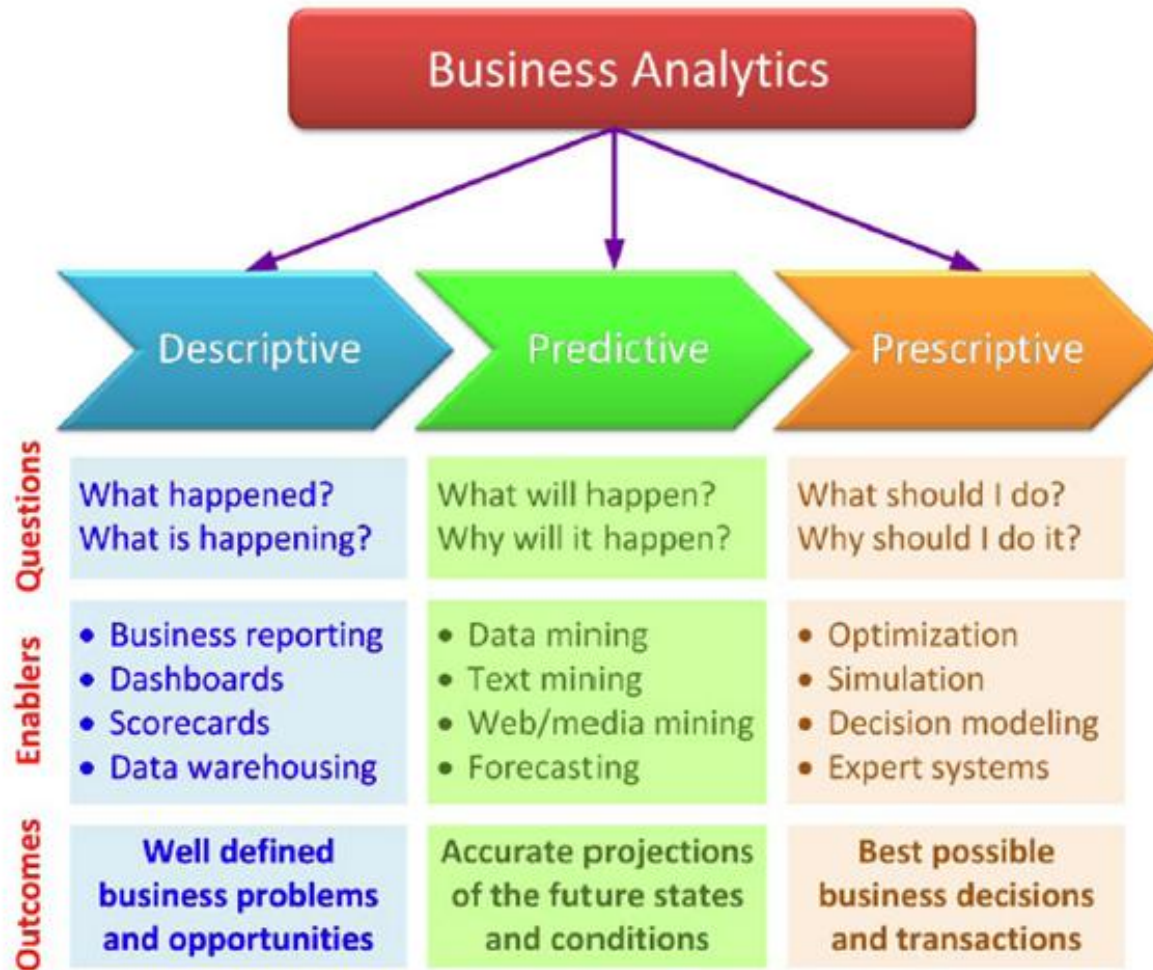 Business Analytics
Descriptive
Predictive
Prescriptive
Questions
What happened?
What is happening?
What will happen?
Why will it happen?
What should I do?
Why should I do it?
Enablers
• Business reporting
• Dashboards
• Scorecards
• Data warehousing
• Data mining
• Text mining
• Web/media mining
• Forecasting
• Optimization
• Simulation
• Decision modeling
• Expert systems
Outcomes
Well defined
business problems
and opportunities
Accurate projections
of the future states
and conditions
Best possible
business decisions
and transactions